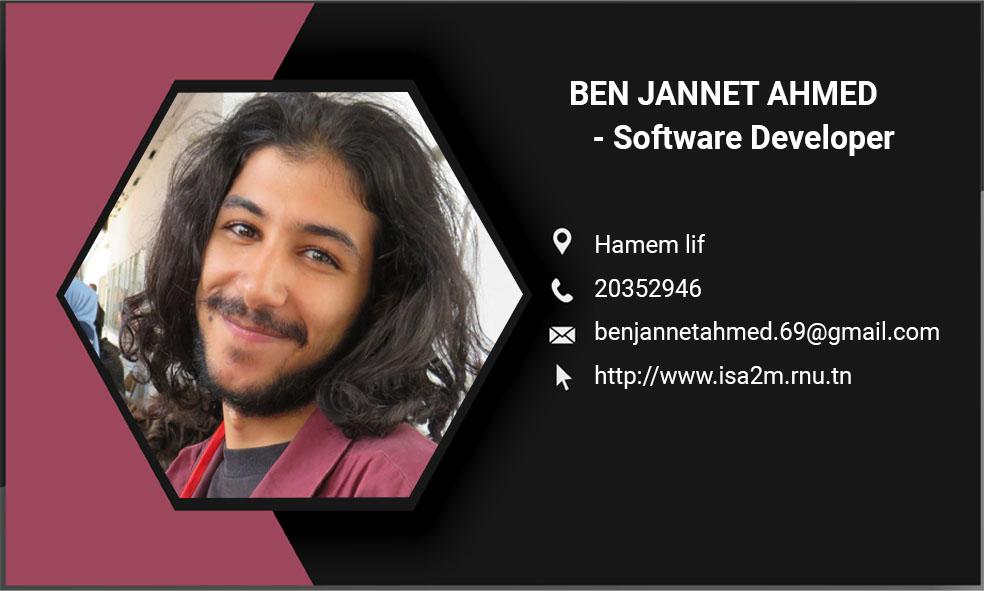 BEN JANNET AHMED
- Software Developer
Hamem lif
20352946
benjannetahmed.69@gmail.com
http://www.isa2m.rnu.tn